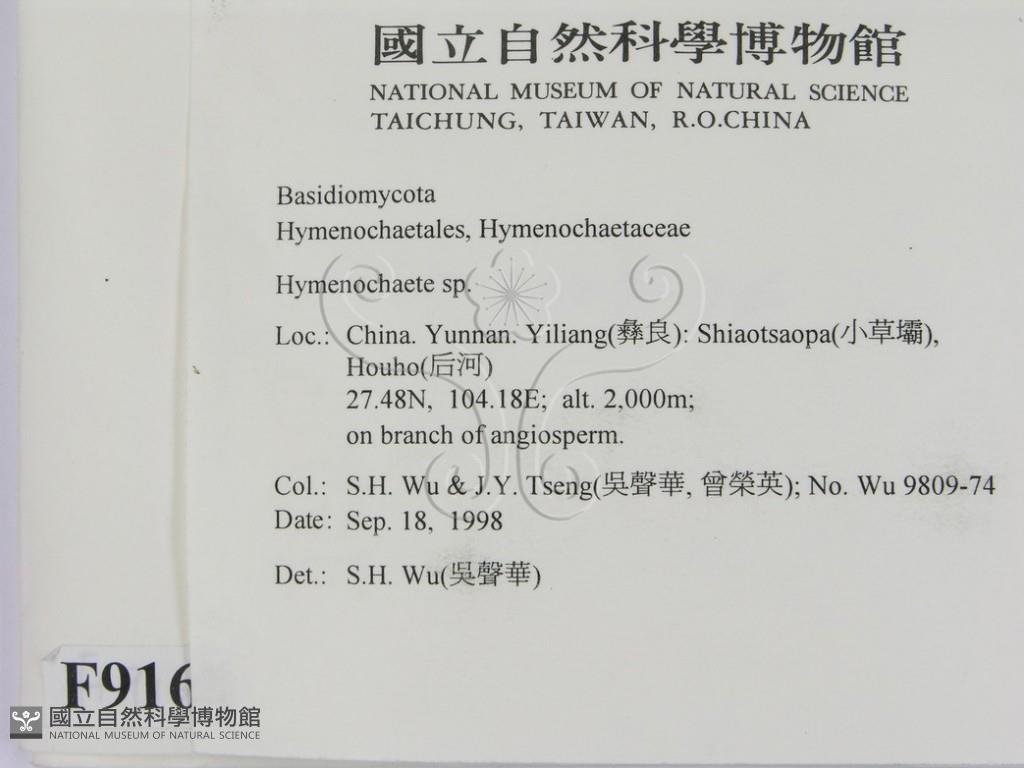 國立自然科學博物館
NATIONAL MUSEUM OF NATURAL SCIENCE
TAICHUNG, TAIWAN, R.O.CHINA
Basidiomycota
Hymenochaetales, Hymenochaetaceae
Hymenochaete sp.
Loc.: China. Yunnan. Yiliang(彝良): Shiaotsaopa(小草壩),
Houho(后河)
27.48N, 104.18E; alt. 2,000m;
on branch of angiosperm.
Col.: S.H. Wu & J.Y. Tseng(吳聲華, 曾榮英); No. Wu 9809-74
Date: Sep. 18, 1998
Det.: S.H. Wu(吳聲華)
F916
國立自然科學博物館
NATIONAL MUSEUM OF NATURAL SCIENCE